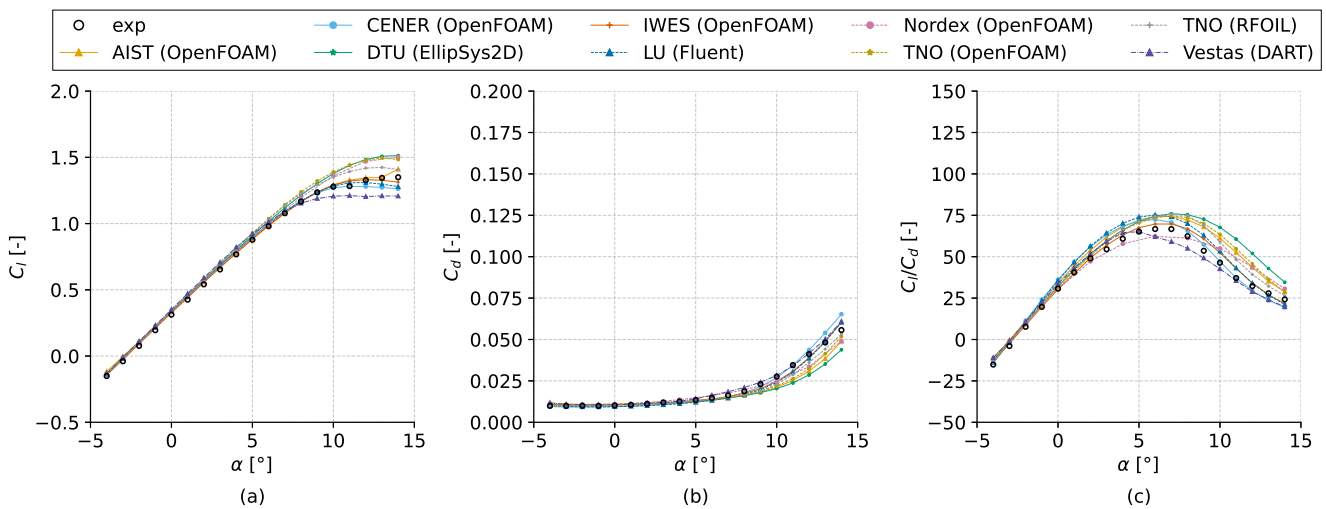 exp CENER (OpenFOAM) IWES (OpenFOAM) Nordex (OpenFOAM) TNO (RFOIL)
AIST (OpenFOAM) DTU (EllipSys2D) LU (Fluent) TNO (OpenFOAM) Vestas (DART)
2.0
1.5
1.0
0.5
0.0
−0.5
−5 0 5 10 15
C_l [-]
α [°]
(a)
0.200
0.175
0.150
0.125
0.100
0.075
0.050
0.025
0.000
−5 0 5 10 15
C_d [-]
α [°]
(b)
150
125
100
75
50
25
0
−25
−50
−5 0 5 10 15
C_l/C_d [-]
α [°]
(c)